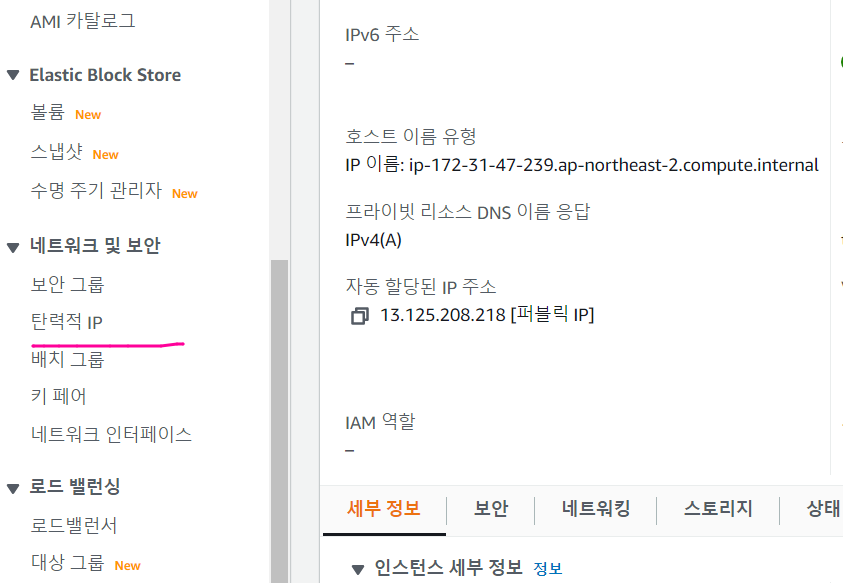 AMI 카탈로그
Elastic Block Store
볼륨 New
스냅샷 New
수명 주기 관리자 New
네트워크 및 보안
보안 그룹
탄력적 IP
배치 그룹
키 페어
네트워크 인터페이스
로드 밸런싱
로드밸런서
대상 그룹 New
IPv6 주소
–
호스트 이름 유형
IP 이름: ip-172-31-47-239.ap-northeast-2.compute.internal
프라이빗 리소스 DNS 이름 응답
IPv4(A)
자동 할당된 IP 주소
13.125.208.218 [퍼블릭 IP]
IAM 역할
–
세부 정보 보안 네트워킹 스토리지 상태
인스턴스 세부 정보 정보